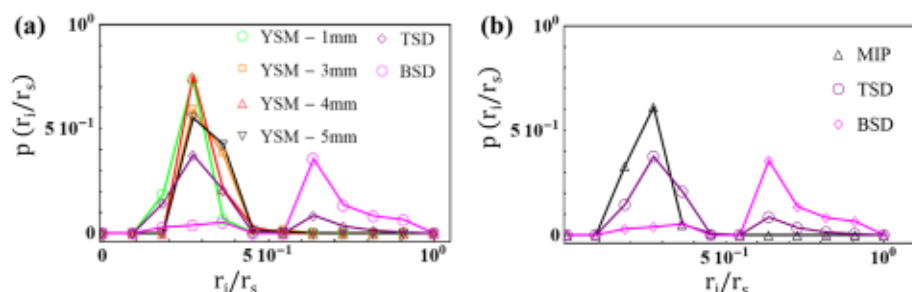 (a)
10⁰
5 10⁻¹
0
p (rᵢ/rₛ)
YSM – 1mm
YSM – 3mm
YSM – 4mm
YSM – 5mm
TSD
BSD
0
5 10⁻¹
10⁰
rᵢ/rₛ
(b)
10⁰
5 10⁻¹
0
p (rᵢ/rₛ)
MIP
TSD
BSD
5 10⁻¹
10⁰
rᵢ/rₛ